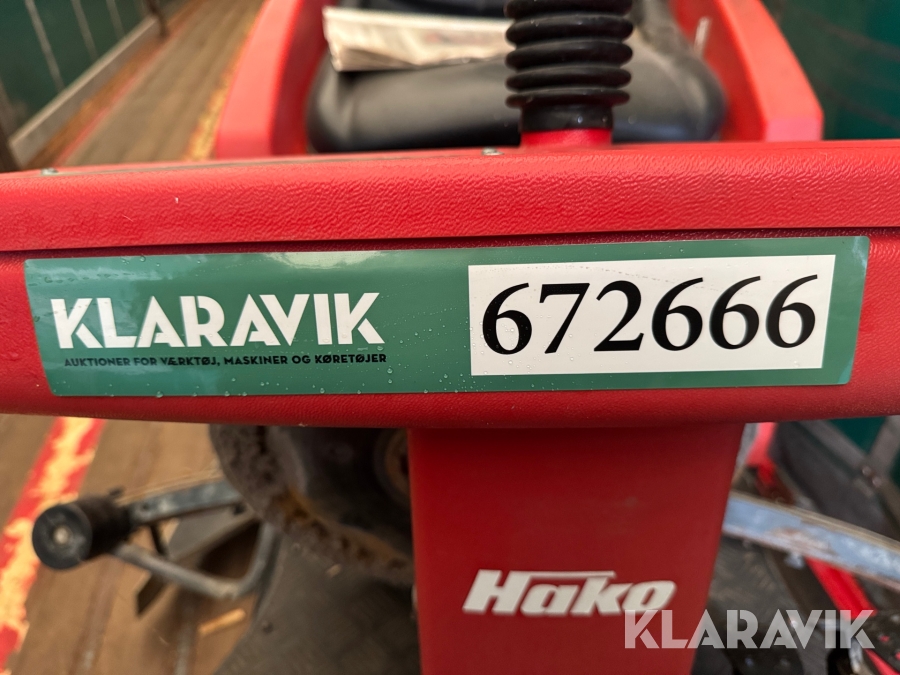 KLARAVIK
AUKTIONER FOR VÆRKTØJ, MASKINER OG KØRETØJER
672666
Hako
KLARAVIK